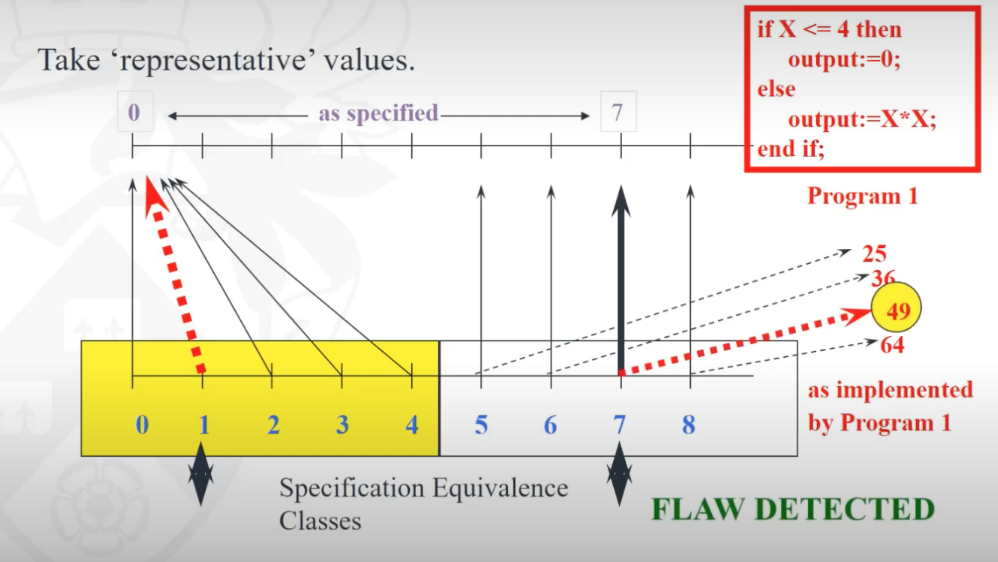 Take ‘representative’ values.
if X <= 4 then
output:=0;
else
output:=X*X;
end if;
Program 1
0
as specified
7
25
36
49
64
as implemented
by Program 1
0 1 2 3 4 5 6 7 8
Specification Equivalence
Classes
FLAW DETECTED